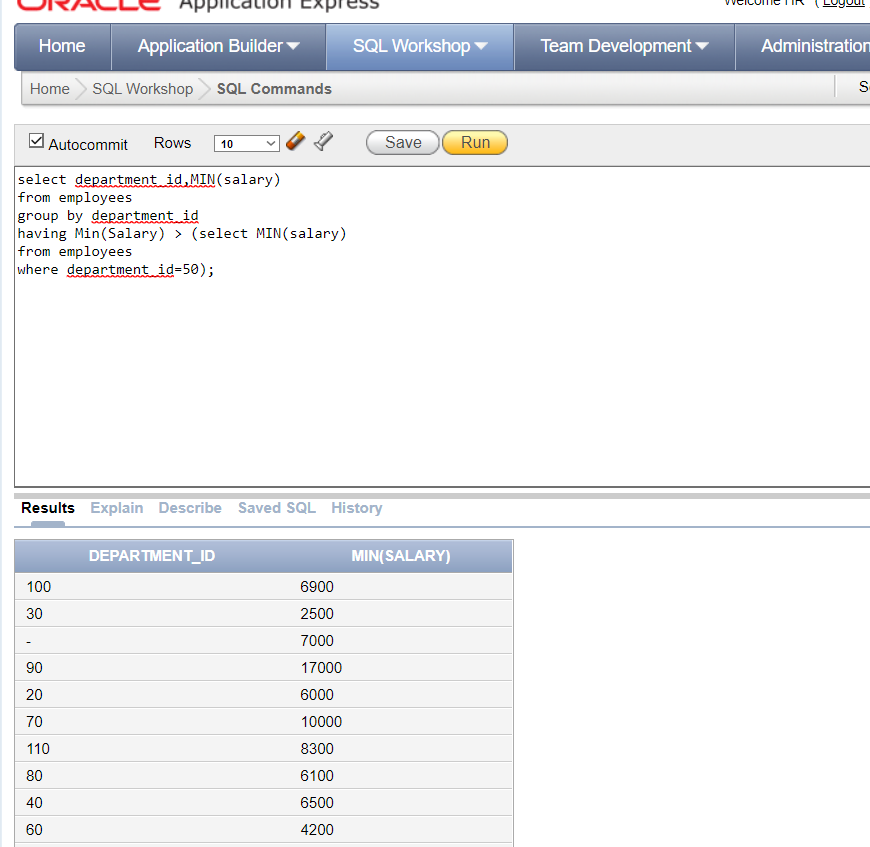 ORACLE Application Express
Welcome HR ( Logout
Home Application Builder SQL Workshop Team Development Administration
Home SQL Workshop SQL Commands
Autocommit Rows 10 Save Run
select department_id,MIN(salary)
from employees
group by department_id
having Min(Salary) > (select MIN(salary)
from employees
where department_id=50);
Results Explain Describe Saved SQL History
DEPARTMENT_ID MIN(SALARY)
100 6900
30 2500
- 7000
90 17000
20 6000
70 10000
110 8300
80 6100
40 6500
60 4200